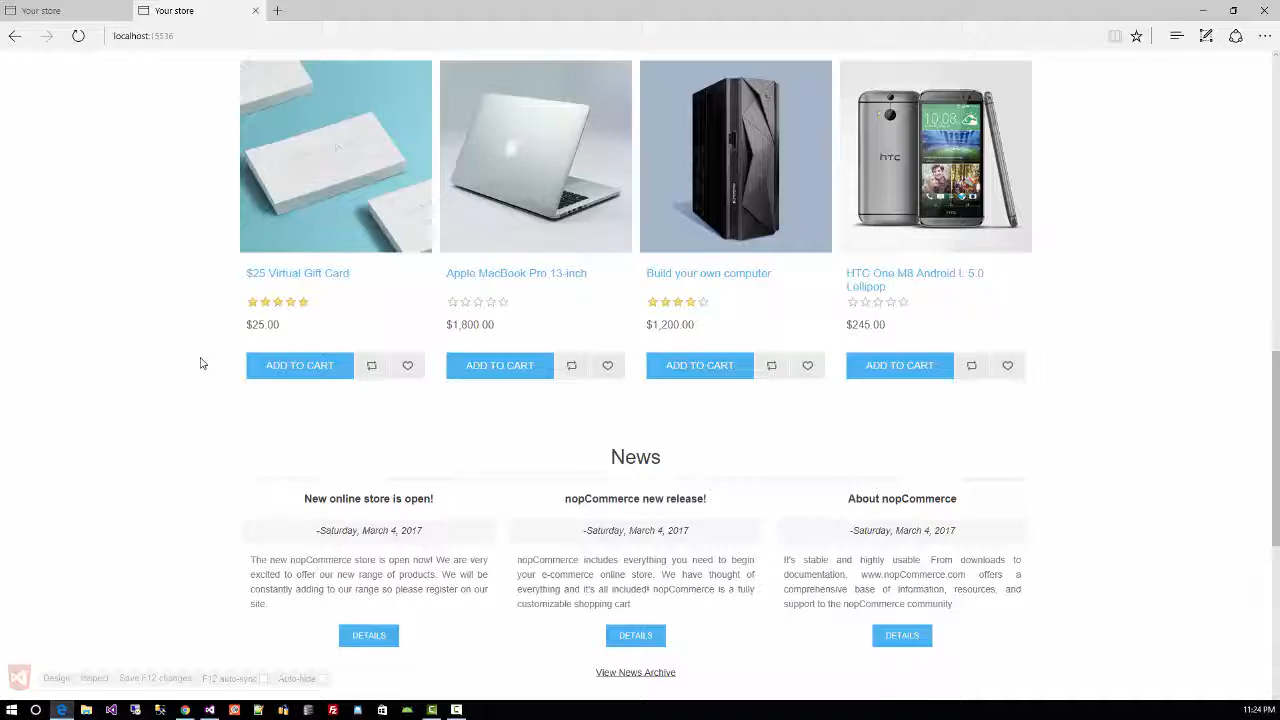 Your store
Your store
localhost:5536
hTC
10:08
$25 Virtual Gift Card
Apple MacBook Pro 13-inch
Build your own computer
HTC One M8 Android L 5.0
Lollipop
$25.00
$1,800.00
$1,200.00
$245.00
ADD TO CART
ADD TO CART
ADD TO CART
ADD TO CART
News
New online store is open!
-Saturday, March 4, 2017
The new nopCommerce store is open now! We are very
excited to offer our new range of products. We will be
constantly adding to our range so please register on our
site.
DETAILS
nopCommerce new release!
-Saturday, March 4, 2017
nopCommerce includes everything you need to begin
your e-commerce online store. We have thought of
everything and it's all included! nopCommerce is a fully
customizable shopping cart
DETAILS
About nopCommerce
-Saturday, March 4, 2017
It's stable and highly usable. From downloads to
documentation, www.nopCommerce.com offers a
comprehensive base of information, resources, and
support to the nopCommerce community.
DETAILS
View News Archive
Design Inspect Save F12 changes F12 auto-sync Auto-hide
11:24 PM